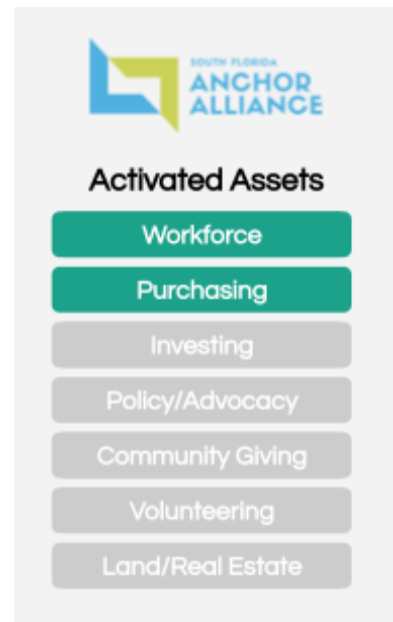 SOUTH FLORIDA
ANCHOR
ALLIANCE
Activated Assets
Workforce
Purchasing
Investing
Policy/Advocacy
Community Giving
Volunteering
Land/Real Estate